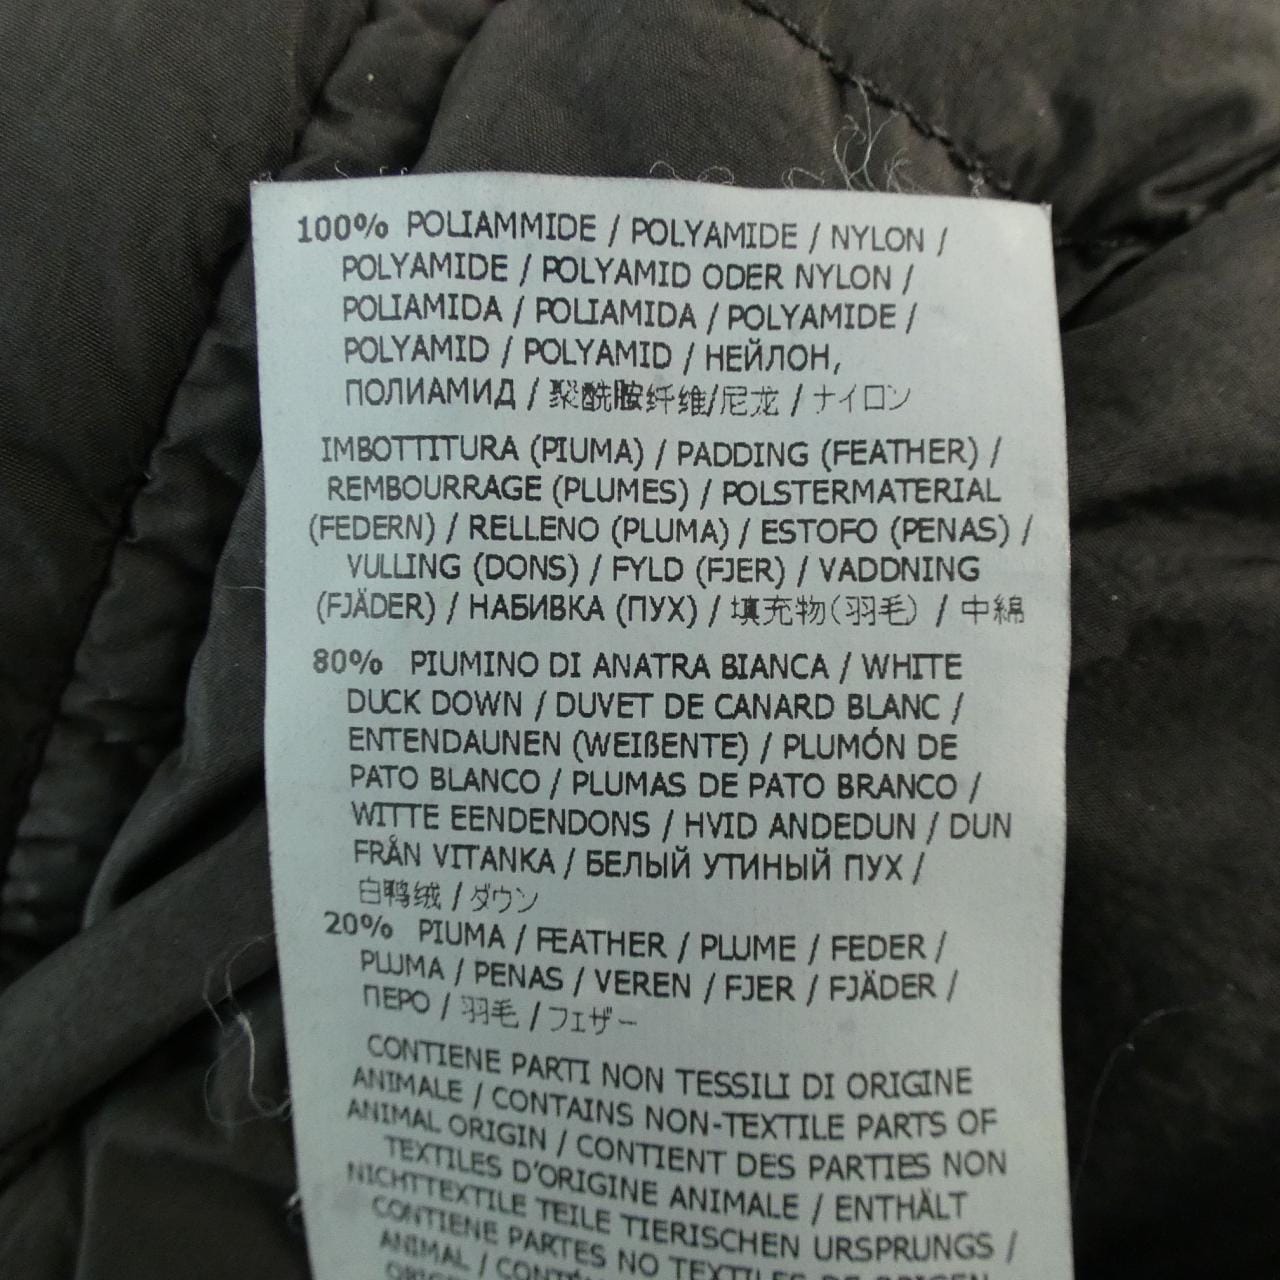 100% POLIAMMIDE / POLYAMIDE / NYLON /
POLYAMIDE / POLYAMID ODER NYLON /
POLIAMIDA / POLIAMIDA / POLYAMIDE /
POLYAMID / POLYAMID / НЕЙЛОН,
ПОЛИАМИД / 聚酰胺纤维/尼龙 / ナイロン
IMBOTTITURA (PIUMA) / PADDING (FEATHER) /
REMBOURRAGE (PLUMES) / POLSTERMATERIAL
(FEDERN) / RELLENO (PLUMA) / ESTOFO (PENAS) /
VULLING (DONS) / FYLD (FJER) / VADDNING
(FJÄDER) / НАБИВКА (ПУХ) / 填充物(羽毛) / 中綿
80% PIUMINO DI ANATRA BIANCA / WHITE
DUCK DOWN / DUVET DE CANARD BLANC /
ENTENDAUNEN (WEIßENTE) / PLUMÓN DE
PATO BLANCO / PLUMAS DE PATO BRANCO /
WITTE EENDENDONS / HVID ANDEDUN / DUN
FRÅN VITANKA / БЕЛЫЙ УТИНЫЙ ПУХ /
白鸭绒 / ダウン
20% PIUMA / FEATHER / PLUME / FEDER /
PLUMA / PENAS / VEREN / FJER / FJÄDER /
ПЕРО / 羽毛 / フェザー
CONTIENE PARTI NON TESSILI DI ORIGINE
ANIMALE / CONTAINS NON-TEXTILE PARTS OF
ANIMAL ORIGIN / CONTIENT DES PARTIES NON
TEXTILES D'ORIGINE ANIMALE / ENTHÄLT
NICHTTEXTILE TEILE TIERISCHEN URSPRUNGS /
CONTIENE PARTES NO TEXTILES DE ORIGEN
ANIMAL /